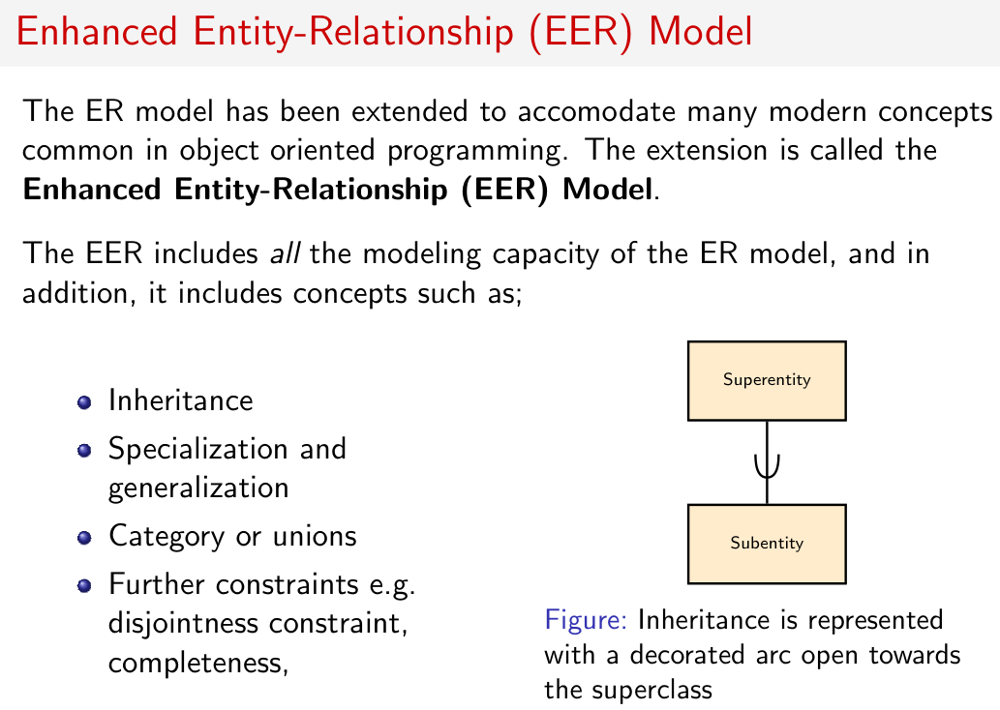 Enhanced Entity-Relationship (EER) Model
The ER model has been extended to accomodate many modern concepts
common in object oriented programming. The extension is called the
Enhanced Entity-Relationship (EER) Model.
The EER includes all the modeling capacity of the ER model, and in
addition, it includes concepts such as;
Inheritance
Specialization and
generalization
Category or unions
Further constraints e.g.
disjointness constraint,
completeness,
Superentity
Subentity
Figure: Inheritance is represented
with a decorated arc open towards
the superclass